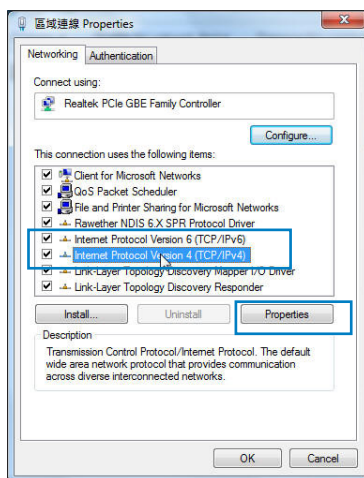 區域連線 Properties
Networking
Authentication
Connect using:
Realtek PCIe GBE Family Controller
Configure...
This connection uses the following items:
Client for Microsoft Networks
QoS Packet Scheduler
File and Printer Sharing for Microsoft Networks
Rawether NDIS 6.X SPR Protocol Driver
Internet Protocol Version 6 (TCP/IPv6)
Internet Protocol Version 4 (TCP/IPv4)
Link-Layer Topology Discovery Mapper I/O Driver
Link-Layer Topology Discovery Responder
Install...
Uninstall
Properties
Description
Transmission Control Protocol/Internet Protocol. The default
wide area network protocol that provides communication
across diverse interconnected networks.
OK
Cancel